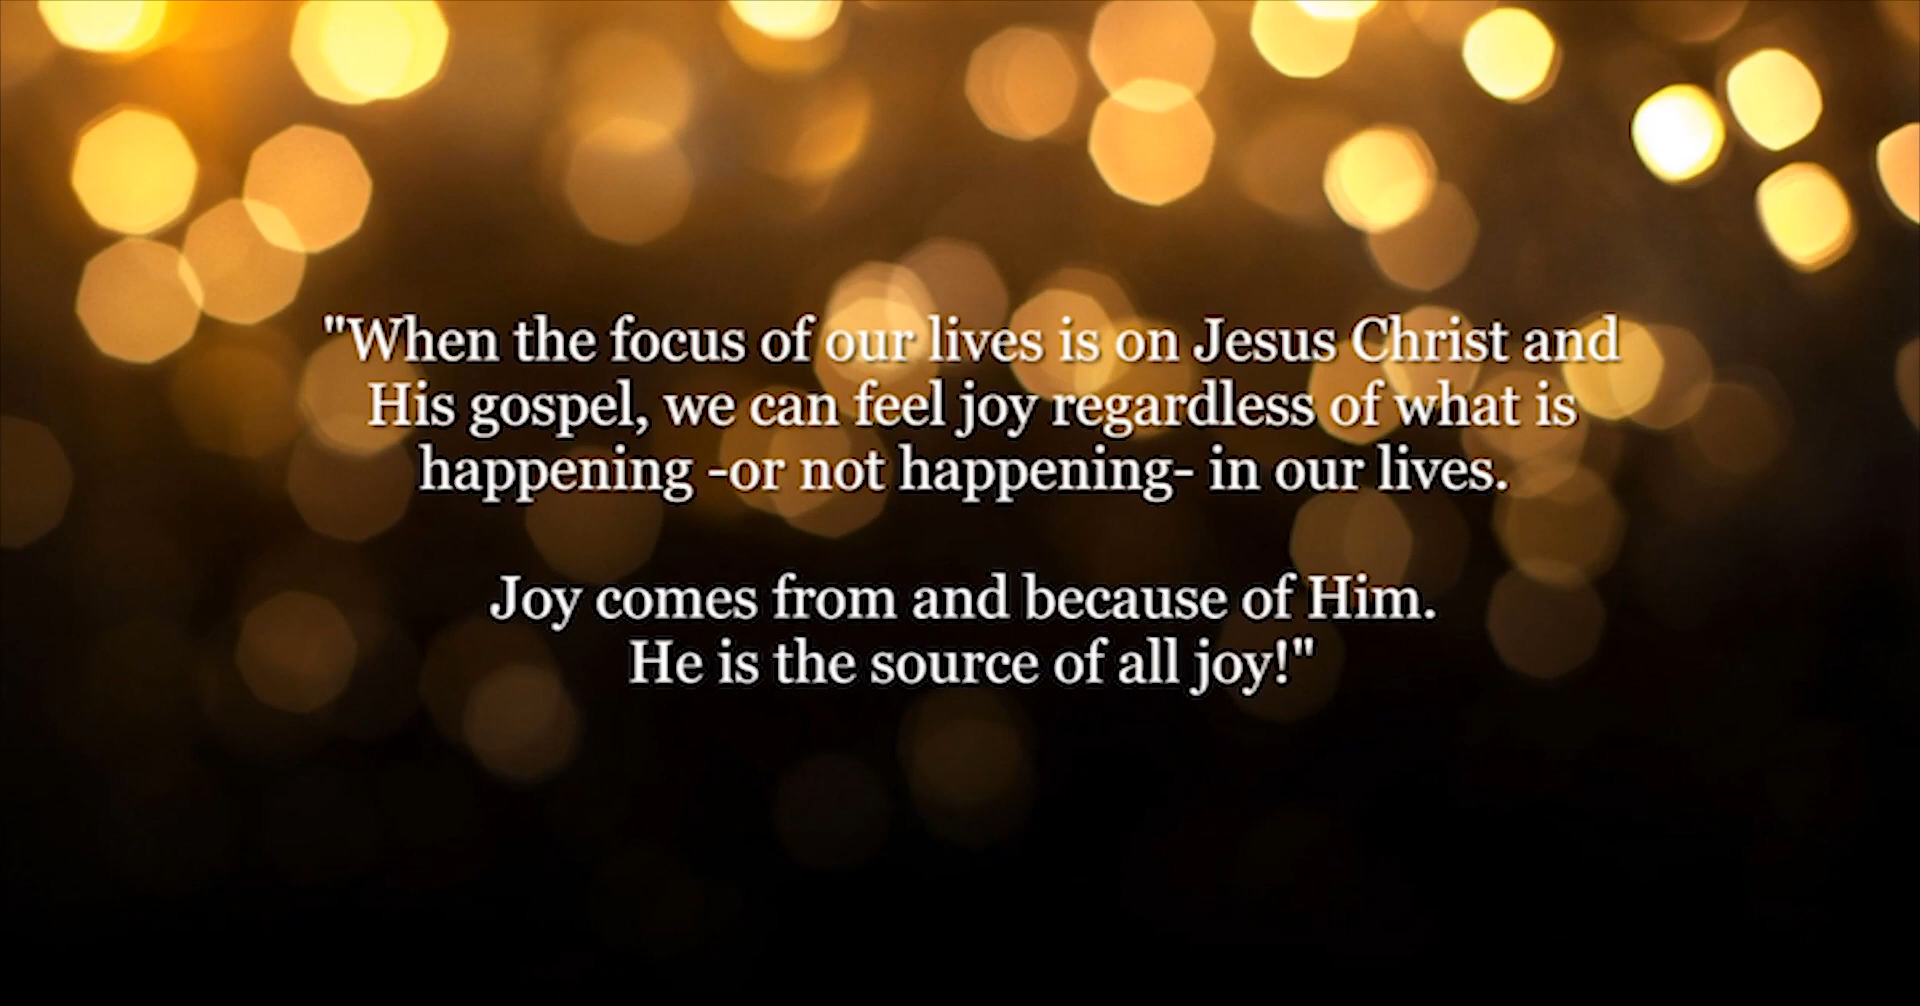 "When the focus of our lives is on Jesus Christ and
His gospel, we can feel joy regardless of what is
happening -or not happening- in our lives.
Joy comes from and because of Him.
He is the source of all joy!"